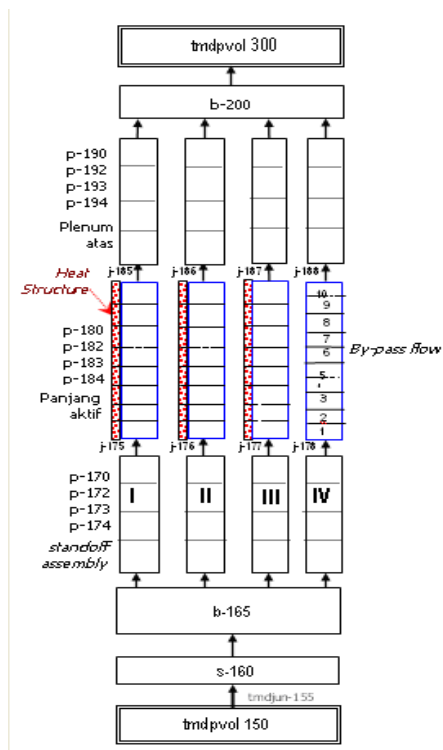 tmdpvol 300
b-200
p-190
p-192
p-193
p-194
Plenum
atas
j-185
j-186
j-187
j-188
Heat
Structure
10
9
8
7
6
5
3
2
1
By-pass flow
p-180
p-182
p-183
p-184
Panjang
aktif
j-175
j-176
j-177
j-178
p-170
p-172
p-173
p-174
standoff
assembly
I
II
III
IV
b-165
s-160
tmdjun-155
tmdpvol 150